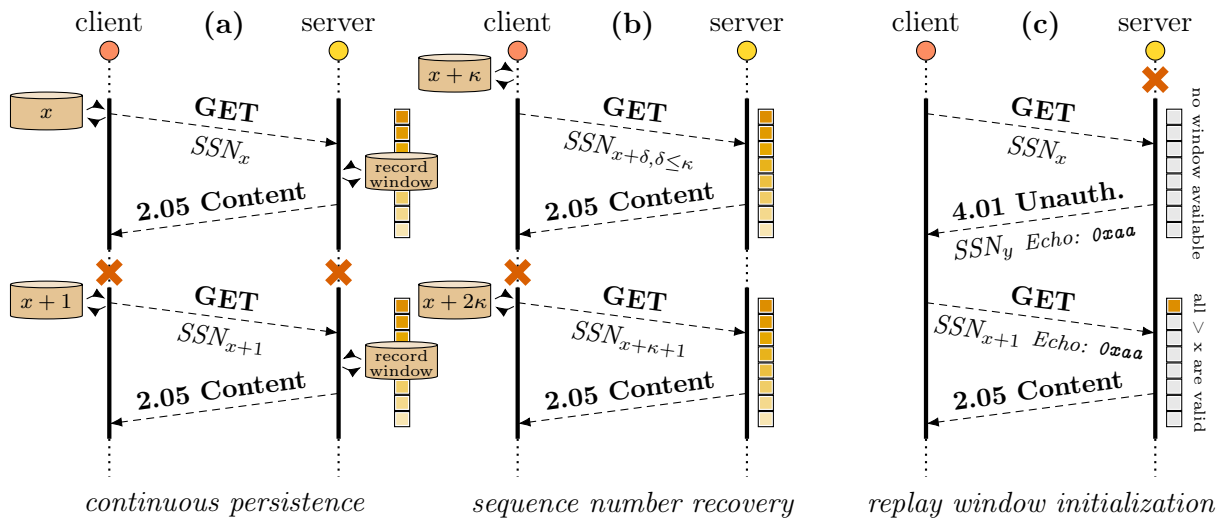 client (a) server
x
GET
SSN_x
record
window
2.05 Content
x + 1
GET
SSN_{x+1}
record
window
2.05 Content
continuous persistence
client (b) server
x + κ
GET
SSN_{x+δ,δ≤κ}
2.05 Content
x + 2κ
GET
SSN_{x+κ+1}
2.05 Content
sequence number recovery
client (c) server
GET
SSN_x
no window available
4.01 Unauth.
SSN_y Echo: 0xaa
GET
SSN_{x+1} Echo: 0xaa
all > x are valid
2.05 Content
replay window initialization